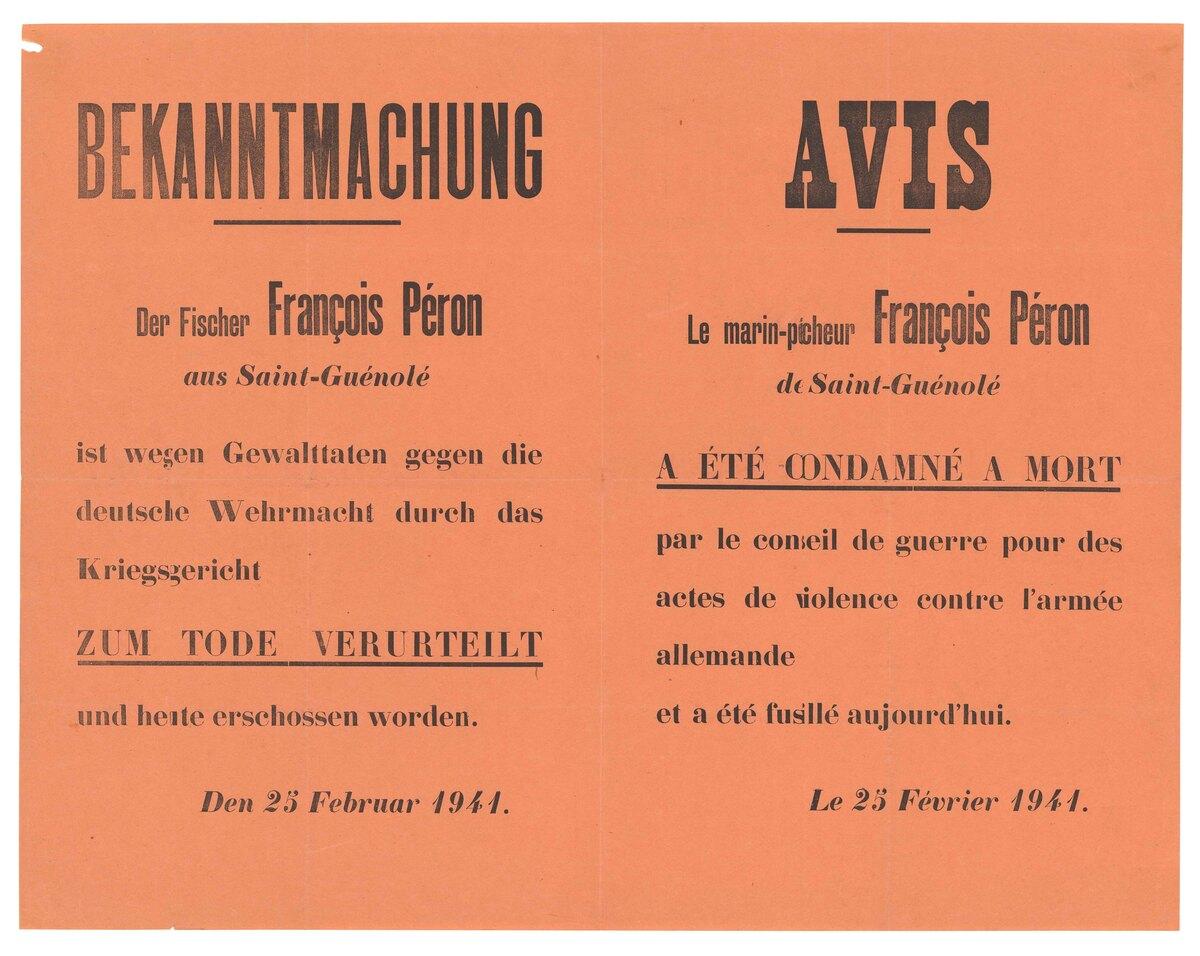 BEKANNTMACHUNG
Der Fischer François Péron
aus Saint-Guénolé
ist wegen Gewalttaten gegen die
deutsche Wehrmacht durch das
Kriegsgericht
ZUM TODE VERURTEILT
und heute erschossen worden.
Den 25 Februar 1941.
AVIS
Le marin-pêcheur François Péron
de Saint-Guénolé
A ÉTÉ CONDAMNÉ A MORT
par le conseil de guerre pour des
actes de violence contre l'armée
allemande
et a été fusillé aujourd'hui.
Le 25 Février 1941.